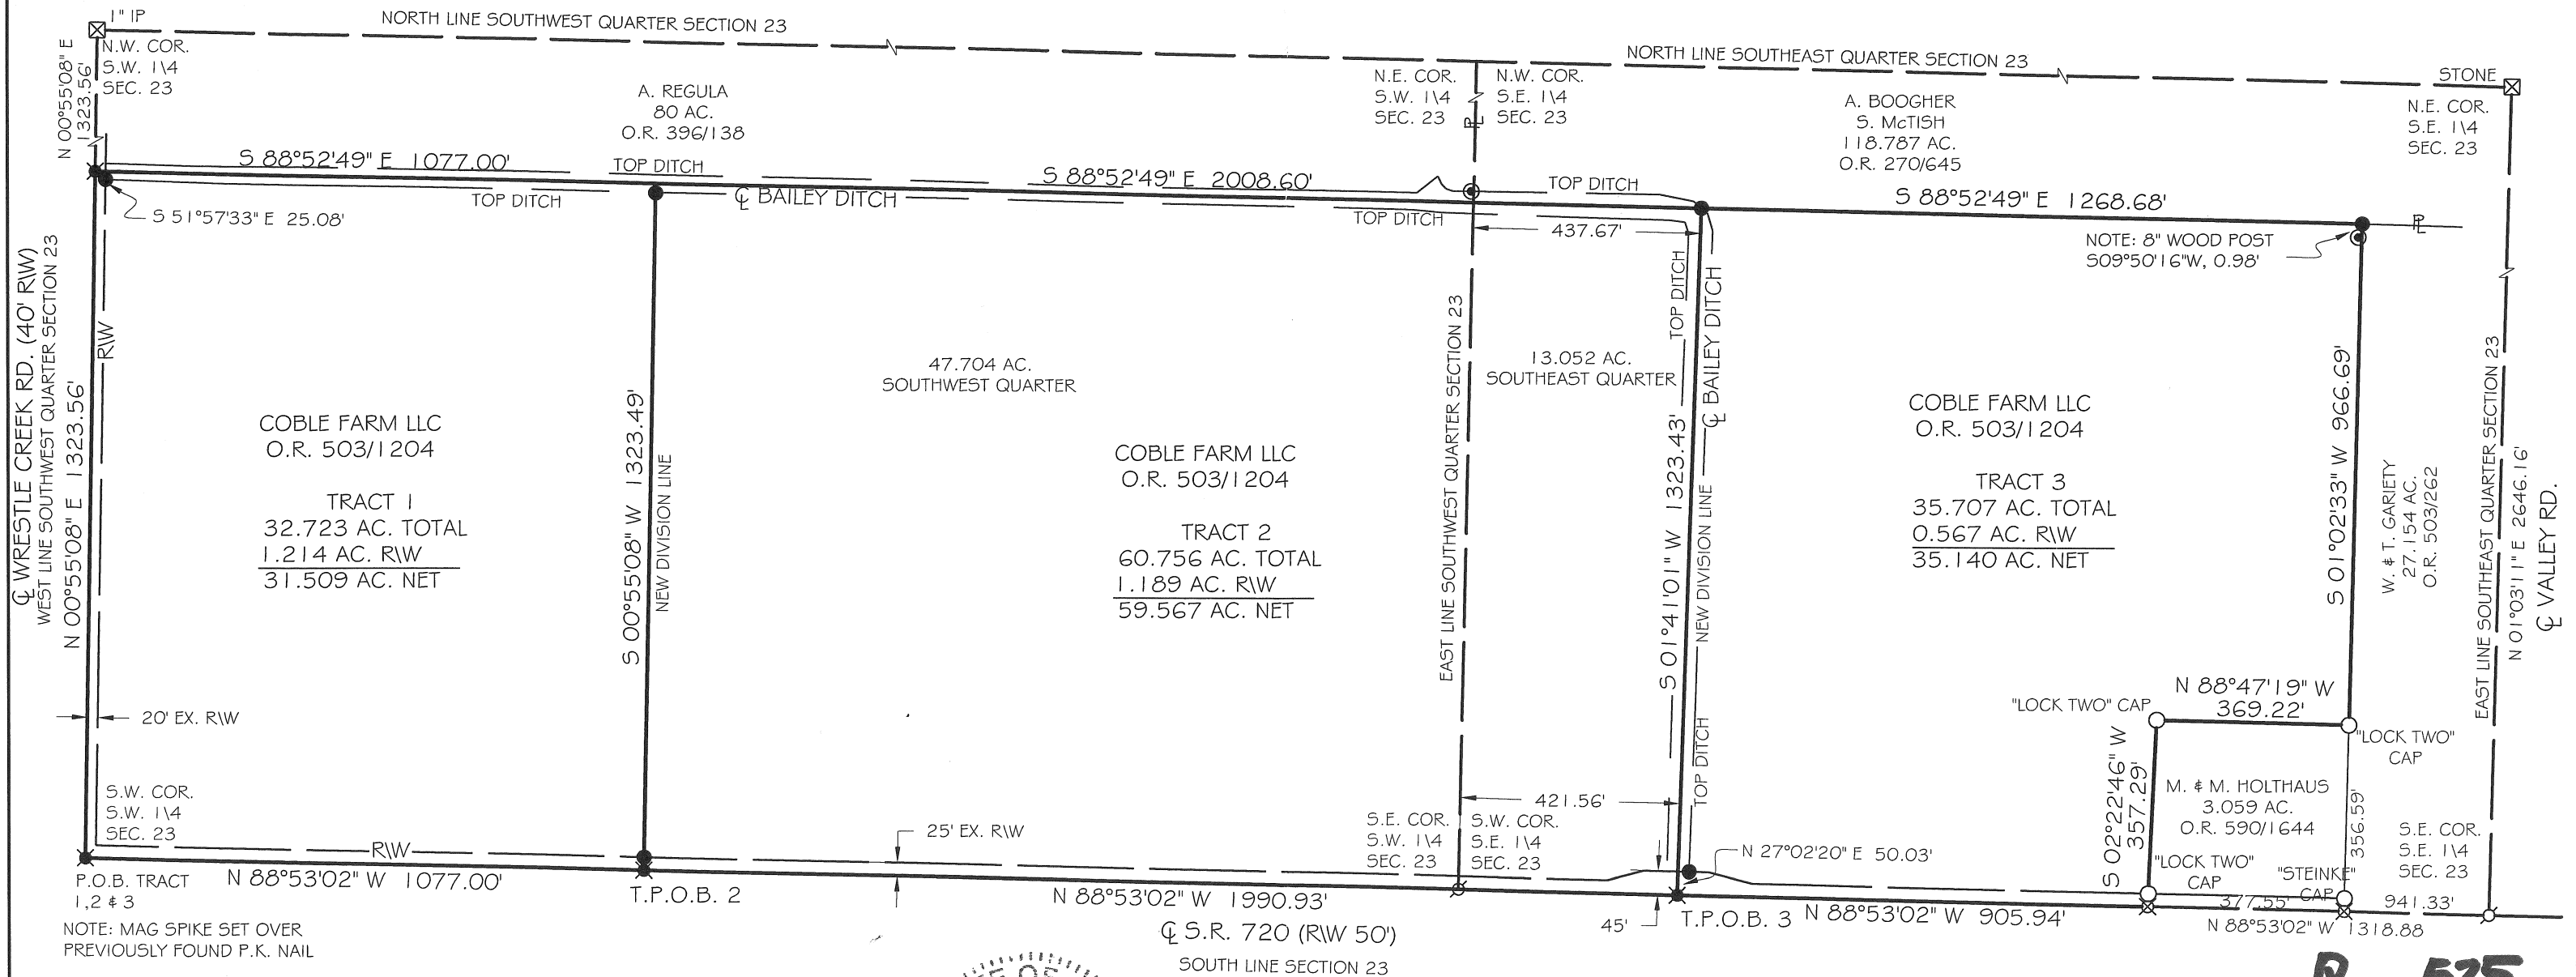 1" IP
NORTH LINE SOUTHWEST QUARTER SECTION 23
NORTH LINE SOUTHEAST QUARTER SECTION 23
STONE
N 00°55'08" E
1323.56'
N.W. COR.
S.W. 1\4
SEC. 23
A. REGULA
80 AC.
O.R. 396/138
N.E. COR.
S.W. 1\4
SEC. 23
N.W. COR.
S.E. 1\4
SEC. 23
PL
A. BOOGHER
S. McTISH
118.787 AC.
O.R. 270/645
N.E. COR.
S.E. 1\4
SEC. 23
S 88°52'49" E 1077.00'
TOP DITCH
S 88°52'49" E 2008.60'
TOP DITCH
S 88°52'49" E 1268.68'
TOP DITCH
CL BAILEY DITCH
TOP DITCH
437.67'
PL
S 51°57'33" E 25.08'
NOTE: 8" WOOD POST
S09°50'16"W, 0.98'
CL WRESTLE CREEK RD. (40' R\W)
WEST LINE SOUTHWEST QUARTER SECTION 23
N 00°55'08" E 1323.56'
R\W
COBLE FARM LLC
O.R. 503/1204
TRACT 1
32.723 AC. TOTAL
1.214 AC. R\W
31.509 AC. NET
S 00°55'08" W 1323.49'
NEW DIVISION LINE
47.704 AC.
SOUTHWEST QUARTER
COBLE FARM LLC
O.R. 503/1204
TRACT 2
60.756 AC. TOTAL
1.189 AC. R\W
59.567 AC. NET
EAST LINE SOUTHWEST QUARTER SECTION 23
13.052 AC.
SOUTHEAST QUARTER
S 01°41'01" W 1323.43'
TOP DITCH
CL BAILEY DITCH
NEW DIVISION LINE
TOP DITCH
COBLE FARM LLC
O.R. 503/1204
TRACT 3
35.707 AC. TOTAL
0.567 AC. R\W
35.140 AC. NET
S 01°02'33" W 966.69'
W. & T. GARIETY
27.154 AC.
O.R. 503/262
EAST LINE SOUTHEAST QUARTER SECTION 23
N 01°03'11" E 2646.16'
CL VALLEY RD.
N 88°47'19" W
369.22'
"LOCK TWO" CAP
"LOCK TWO"
CAP
20' EX. R\W
S 02°22'46" W
357.29'
M. & M. HOLTHAUS
3.059 AC.
O.R. 590/1644
356.59'
S.W. COR.
S.W. 1\4
SEC. 23
R\W
25' EX. R\W
421.56'
S.E. COR.
S.W. 1\4
SEC. 23
S.W. COR.
S.E. 1\4
SEC. 23
N 27°02'20" E 50.03'
"LOCK TWO"
CAP
"STEINKE"
CAP
S.E. COR.
S.E. 1\4
SEC. 23
P.O.B. TRACT
1,2 & 3
N 88°53'02" W 1077.00'
T.P.O.B. 2
N 88°53'02" W 1990.93'
45'
T.P.O.B. 3
N 88°53'02" W 905.94'
377.55'
941.33'
N 88°53'02" W 1318.88
NOTE: MAG SPIKE SET OVER
PREVIOUSLY FOUND P.K. NAIL
CL S.R. 720 (R\W 50')
SOUTH LINE SECTION 23